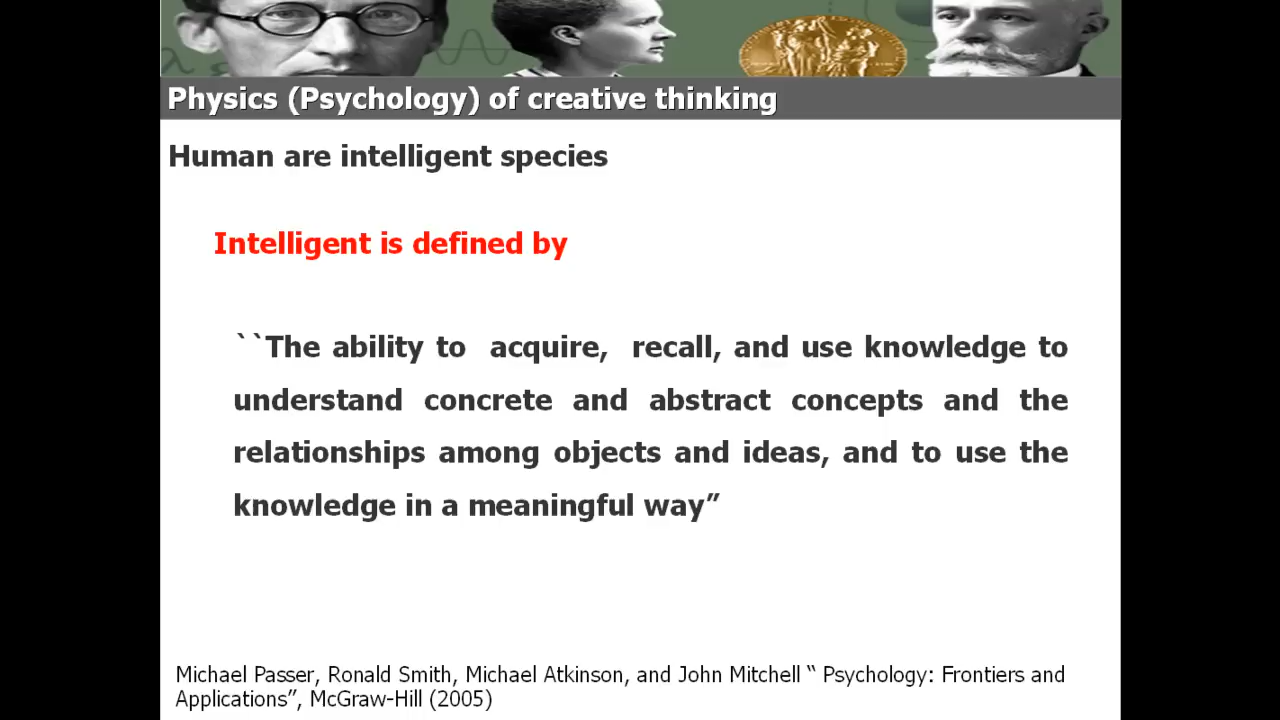 Physics (Psychology) of creative thinking
Human are intelligent species
Intelligent is defined by
``The ability to acquire, recall, and use knowledge to
understand concrete and abstract concepts and the
relationships among objects and ideas, and to use the
knowledge in a meaningful way”
Michael Passer, Ronald Smith, Michael Atkinson, and John Mitchell “ Psychology: Frontiers and
Applications”, McGraw-Hill (2005)